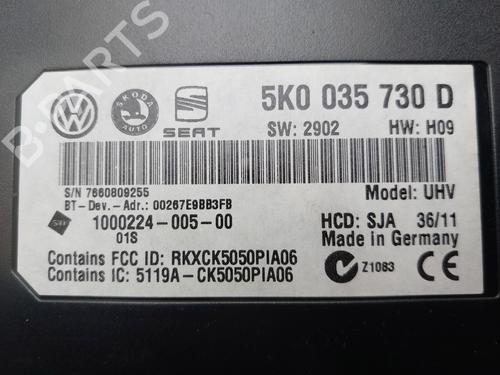 5K0 035 730 D
SKODA
AUTO
SEAT
SW: 2902 HW: H09
S/N 7660809255
BT- Dev.- Adr.: 00267E9BB3FB
Model: UHV
1000224-005-00
01S
HCD: SJA 36/11
Made in Germany
Contains FCC ID: RKXCK5050PIA06
Contains IC: 5119A-CK5050PIA06
Z1083
CE
B-PARTS